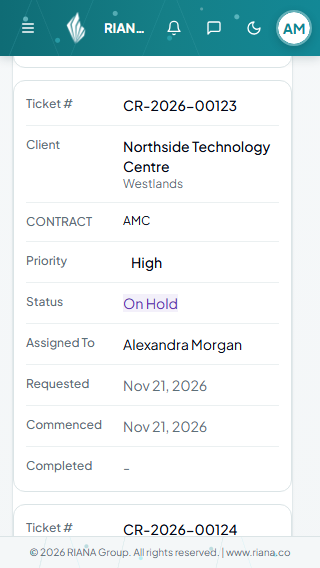 RIAN...
AM
Ticket # CR-2026-00123
Client Northside Technology
Centre
Westlands
CONTRACT AMC
Priority High
Status On Hold
Assigned To Alexandra Morgan
Requested Nov 21, 2026
Commenced Nov 21, 2026
Completed –
Ticket # CR-2026-00124
© 2026 RIANA Group. All rights reserved. | www.riana.co